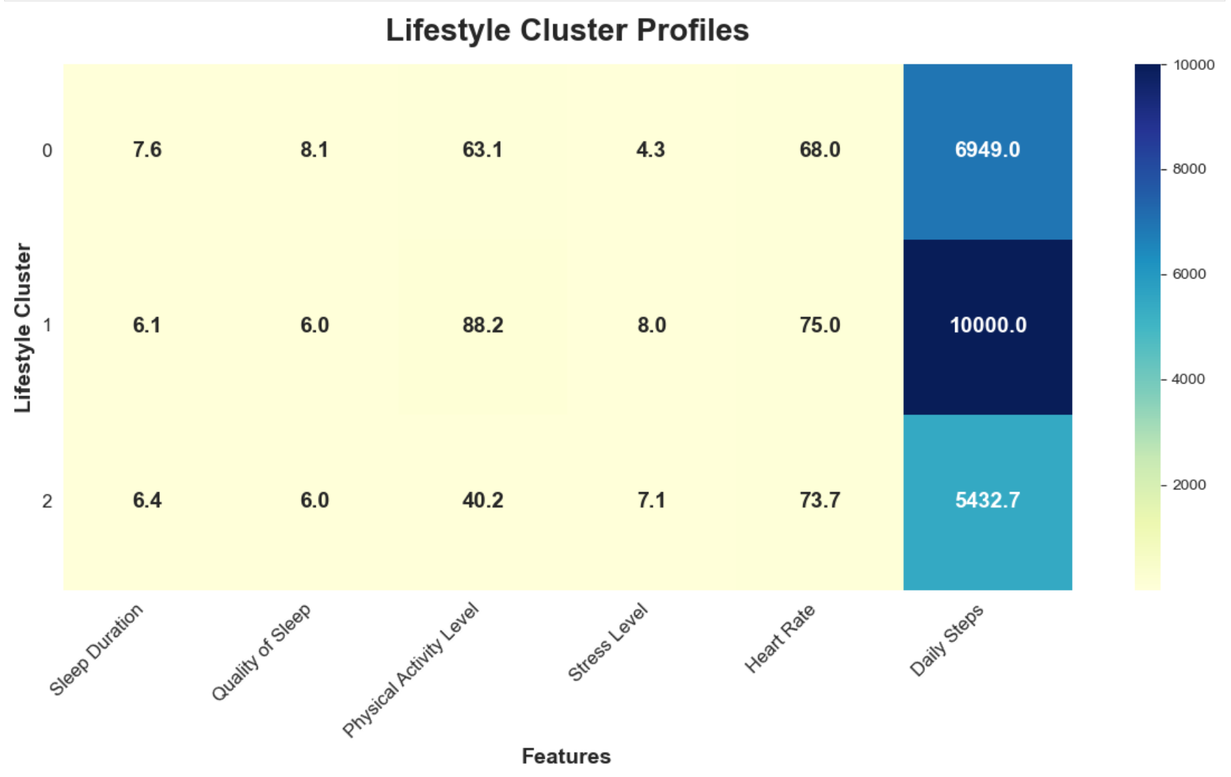 Lifestyle Cluster Profiles
Lifestyle Cluster
0 7.6 8.1 63.1 4.3 68.0 6949.0
1 6.1 6.0 88.2 8.0 75.0 10000.0
2 6.4 6.0 40.2 7.1 73.7 5432.7
Sleep Duration
Quality of Sleep
Physical Activity Level
Stress Level
Heart Rate
Daily Steps
Features
10000
8000
6000
4000
2000